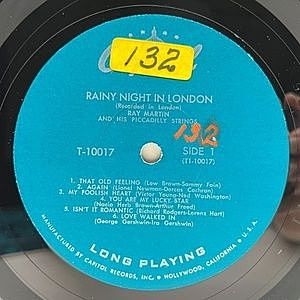 132
RAINY NIGHT IN LONDON
(Recorded in London)
RAY MARTIN
AND HIS PICCADILLY STRINGS
132
T-10017
SIDE 1
(T1-10017)
1. THAT OLD FEELING (Lew Brown-Sammy Fain)
2. AGAIN (Lionel Newman-Dorcas Cochran)
3. MY FOOLISH HEART (Victor Young-Ned Washington)
4. YOU ARE MY LUCKY STAR
(Nacio Herb Brown-Arthur Freed)
5. ISN'T IT ROMANTIC (Richard Rodgers-Lorenz Hart)
6. LOVE WALKED IN
(George Gershwin-Ira Gershwin)
LONG PLAYING
MANUFACTURED BY CAPITOL RECORDS, INC. • HOLLYWOOD, CALIFORNIA • U.S.A.